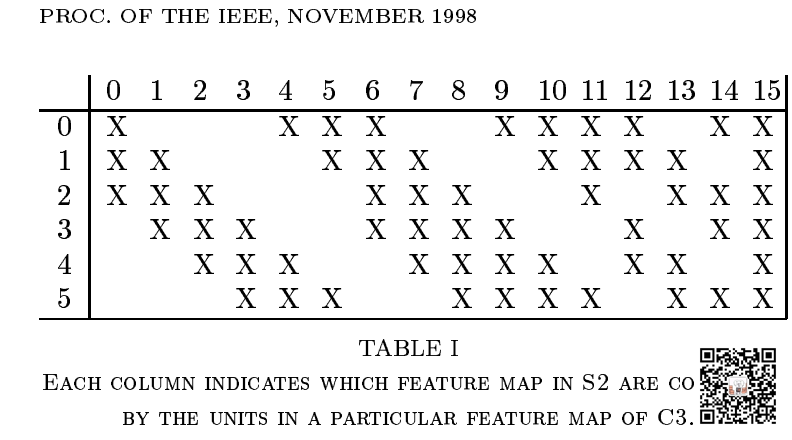 PROC. OF THE IEEE, NOVEMBER 1998
0 1 2 3 4 5 6 7 8 9 10 11 12 13 14 15
0 X X X X X X X X X X
1 X X X X X X X X X X
2 X X X X X X X X X X
3 X X X X X X X X X X
4 X X X X X X X X X X
5 X X X X X X X X X X
TABLE I
Each column indicates which feature map in S2 are co
by the units in a particular feature map of C3.